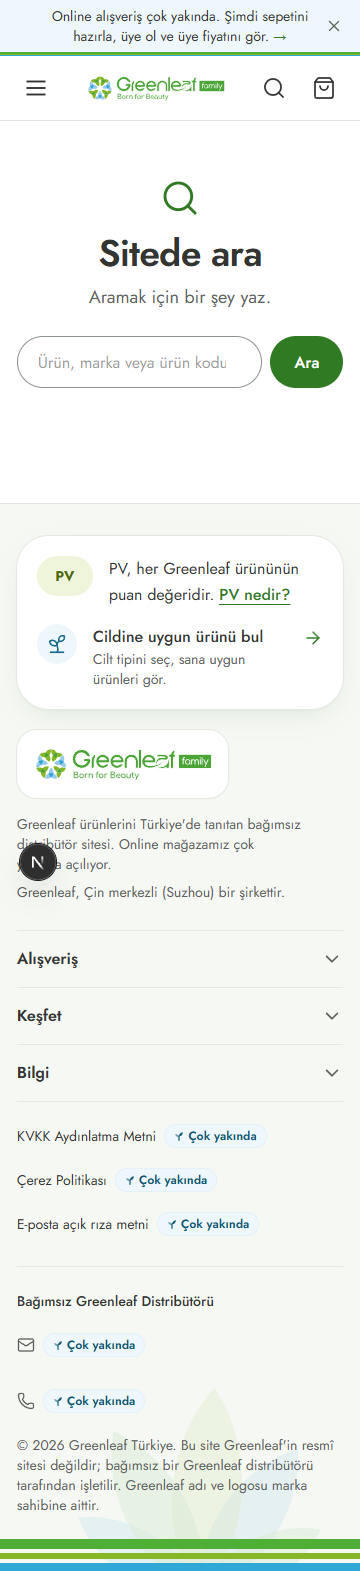 Online alışveriş çok yakında. Şimdi sepetini
hazırla, üye ol ve üye fiyatını gör. →
Greenleaf family
Born for Beauty
Sitede ara
Aramak için bir şey yaz.
Ürün, marka veya ürün kodu
Ara
PV
PV, her Greenleaf ürününün
puan değeridir. PV nedir?
Cildine uygun ürünü bul
Cilt tipini seç, sana uygun
ürünleri gör.
Greenleaf family
Born for Beauty
Greenleaf ürünlerini Türkiye'de tanıtan bağımsız
distribütör sitesi. Online mağazamız çok
açılıyor.
N
Greenleaf, Çin merkezli (Suzhou) bir şirkettir.
Alışveriş
Keşfet
Bilgi
KVKK Aydınlatma Metni Çok yakında
Çerez Politikası Çok yakında
E-posta açık rıza metni Çok yakında
Bağımsız Greenleaf Distribütörü
Çok yakında
Çok yakında
© 2026 Greenleaf Türkiye. Bu site Greenleaf'in resmî
sitesi değildir; bağımsız bir Greenleaf distribütörü
tarafından işletilir. Greenleaf adı ve logosu marka
sahibine aittir.